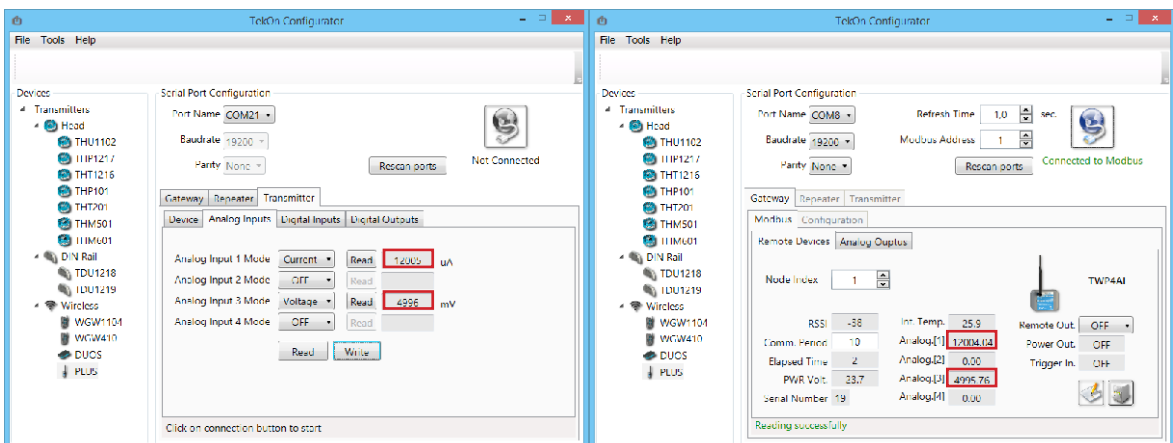 TekOn Configurator
File Tools Help
Devices
Transmitters
Head
THU1102
THP1217
THT1216
THP101
THT201
THM501
THM601
DIN Rail
TDU1218
TDU1219
Wireless
WGW1104
WGW410
DUOS
PLUS
Serial Port Configuration
Port Name COM21
Baudrate 19200
Parity None
Rescan ports
Not Connected
Gateway Repeater Transmitter
Device Analog Inputs Digital Inputs Digital Outputs
Analog Input 1 Mode Current Read 12005 uA
Analog Input 2 Mode OFF Read
Analog Input 3 Mode Voltage Read 4996 mV
Analog Input 4 Mode OFF Read
Read Write
Click on connection button to start
TekOn Configurator
File Tools Help
Devices
Transmitters
Head
THU1102
THP1217
THT1216
THP101
THT201
THM501
THM601
DIN Rail
TDU1218
TDU1219
Wireless
WGW1104
WGW410
DUOS
PLUS
Serial Port Configuration
Port Name COM8 Refresh Time 1,0 sec.
Baudrate 19200 Modbus Address 1
Parity None Rescan ports
Connected to Modbus
Gateway Repeater Transmitter
Modbus Configuration
Remote Devices Analog Ouptus
Node Index 1
TWP4AI
RSSI -38 Int. Temp. 25.9 Remote Out. OFF
Comm. Period 10 Analog.[1] 12004.04 Power Out. OFF
Elapsed Time 2 Analog.[2] 0.00 Trigger In. OFF
PWR Volt. 23.7 Analog.[3] 4995.76
Serial Number 19 Analog.[4] 0.00
Reading successfully